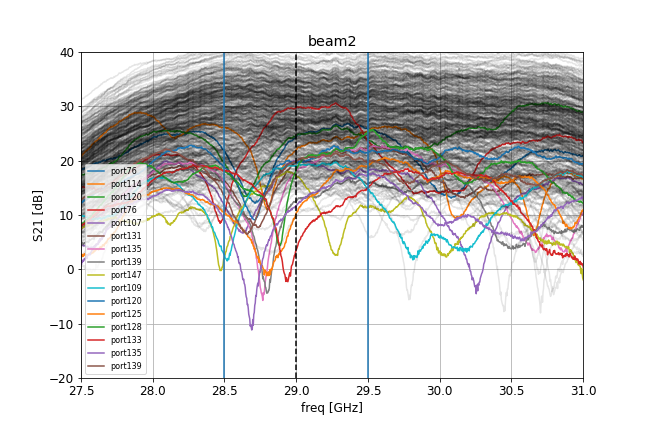 beam2
40
30
20
10
0
−10
−20
S21 [dB]
port76
port114
port120
port76
port107
port131
port135
port139
port147
port109
port120
port125
port128
port133
port135
port139
27.5 28.0 28.5 29.0 29.5 30.0 30.5 31.0
freq [GHz]